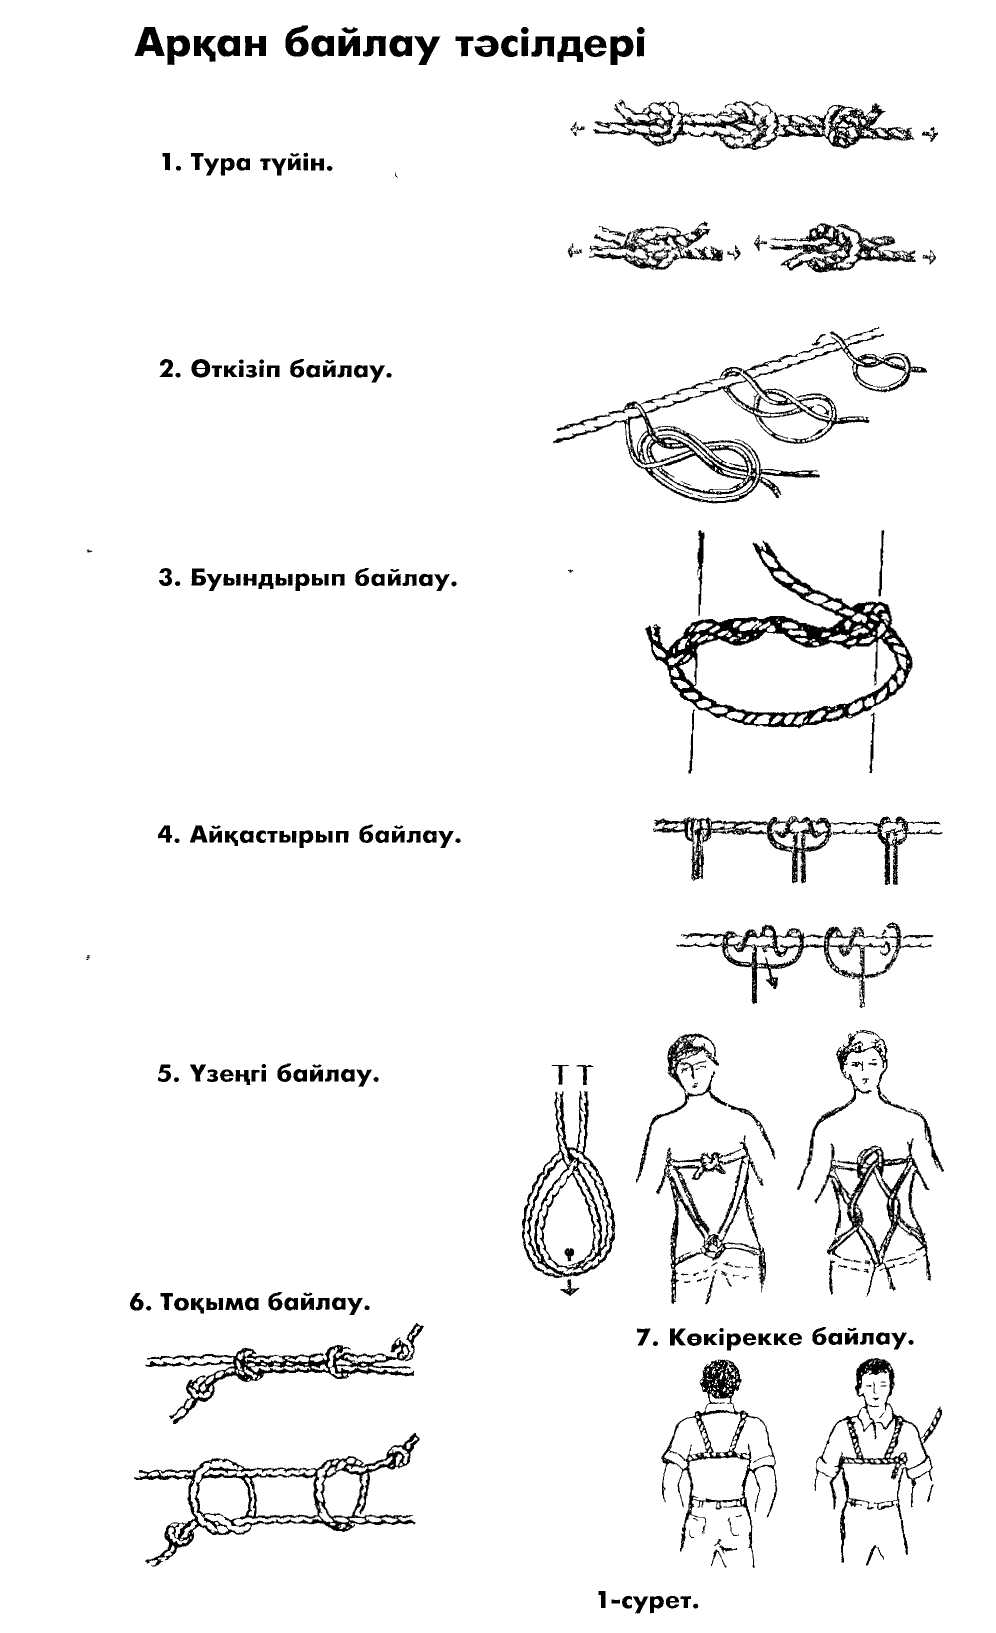 Арқан байлау тәсілдері
1. Тура түйін.
2. Өткізіп байлау.
3. Буындырып байлау.
4. Айқастырып байлау.
5. Үзеңгі байлау.
6. Тоқыма байлау.
7. Көкірекке байлау.
1-сурет.